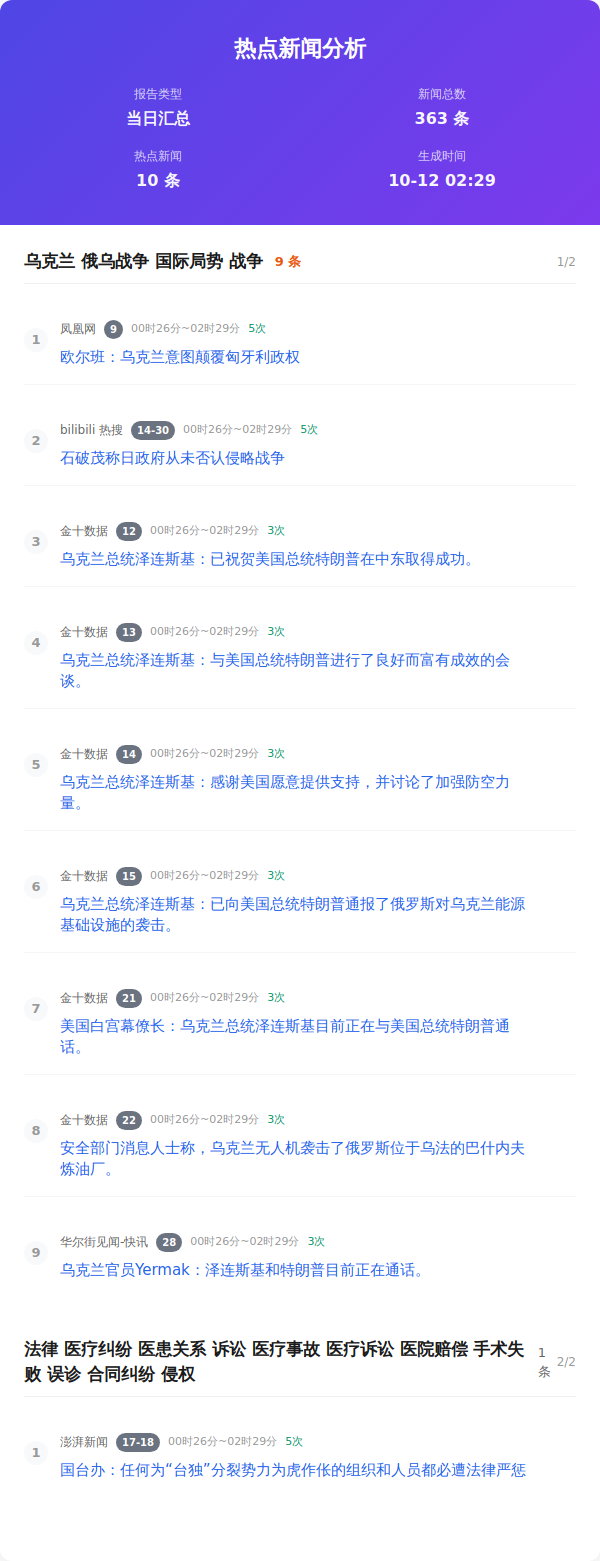 热点新闻分析
报告类型
新闻总数
当日汇总
363 条
热点新闻
生成时间
10 条
10-12 02:29
乌克兰 俄乌战争 国际局势 战争 9 条 1/2
1 凤凰网 9 00时26分~02时29分 5次
欧尔班：乌克兰意图颠覆匈牙利政权
2 bilibili 热搜 14-30 00时26分~02时29分 5次
石破茂称日政府从未否认侵略战争
3 金十数据 12 00时26分~02时29分 3次
乌克兰总统泽连斯基：已祝贺美国总统特朗普在中东取得成功。
4 金十数据 13 00时26分~02时29分 3次
乌克兰总统泽连斯基：与美国总统特朗普进行了良好而富有成效的会
谈。
5 金十数据 14 00时26分~02时29分 3次
乌克兰总统泽连斯基：感谢美国愿意提供支持，并讨论了加强防空力
量。
6 金十数据 15 00时26分~02时29分 3次
乌克兰总统泽连斯基：已向美国总统特朗普通报了俄罗斯对乌克兰能源
基础设施的袭击。
7 金十数据 21 00时26分~02时29分 3次
美国白宫幕僚长：乌克兰总统泽连斯基目前正在与美国总统特朗普通
话。
8 金十数据 22 00时26分~02时29分 3次
安全部门消息人士称，乌克兰无人机袭击了俄罗斯位于乌法的巴什内夫
炼油厂。
9 华尔街见闻-快讯 28 00时26分~02时29分 3次
乌克兰官员Yermak：泽连斯基和特朗普目前正在通话。
法律 医疗纠纷 医患关系 诉讼 医疗事故 医疗诉讼 医院赔偿 手术失
败 误诊 合同纠纷 侵权
1
条
2/2
1 澎湃新闻 17-18 00时26分~02时29分 5次
国台办：任何为“台独”分裂势力为虎作伥的组织和人员都必遭法律严惩